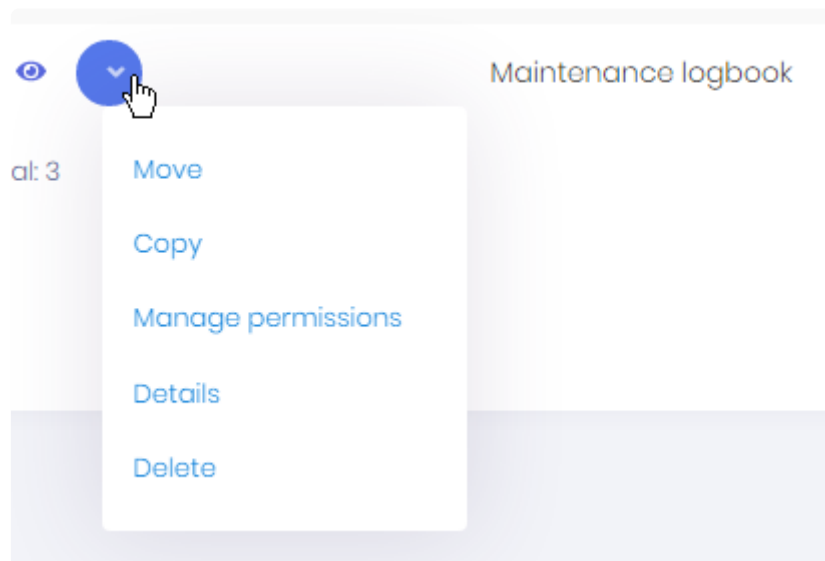 Maintenance logbook
al: 3
Move
Copy
Manage permissions
Details
Delete